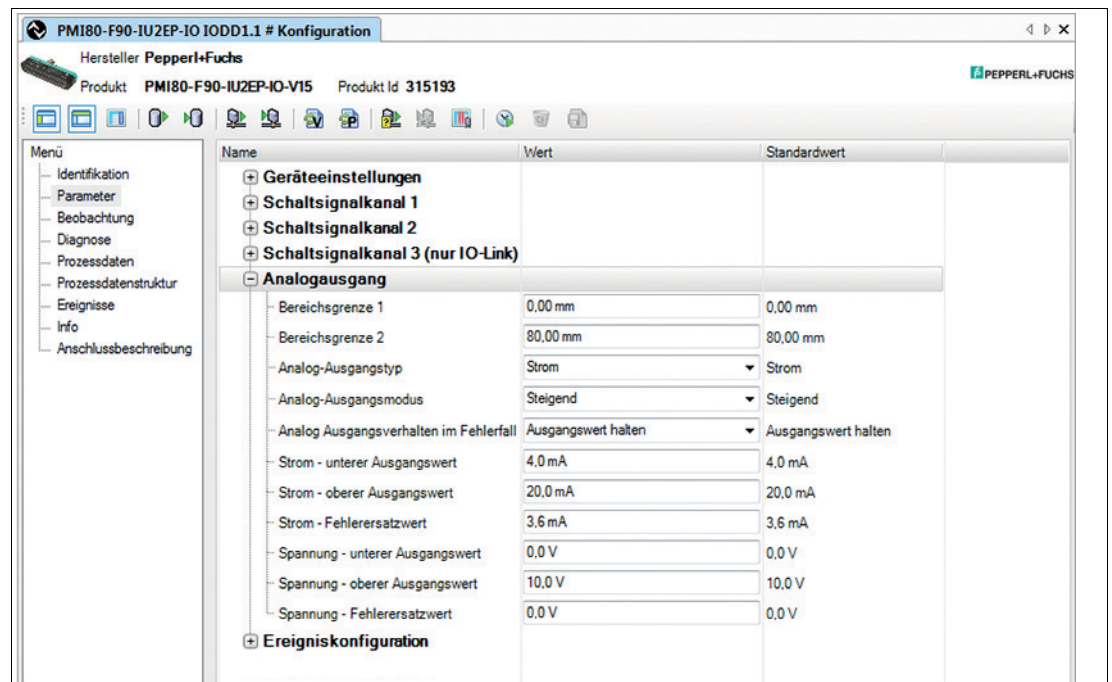 PMI80-F90-IU2EP-IO IODD1.1 # Konfiguration
Hersteller Pepperl+Fuchs
PEPPERL+FUCHS
Produkt PMI80-F90-IU2EP-IO-V15 Produkt Id 315193
Menü
Identifikation
Parameter
Beobachtung
Diagnose
Prozessdaten
Prozessdatenstruktur
Ereignisse
Info
Anschlussbeschreibung
Name Wert Standardwert
Geräteeinstellungen
Schaltsignalkanal 1
Schaltsignalkanal 2
Schaltsignalkanal 3 (nur IO-Link)
Analogausgang
Bereichsgrenze 1 0,00 mm 0,00 mm
Bereichsgrenze 2 80,00 mm 80,00 mm
Analog-Ausgangstyp Strom Strom
Analog-Ausgangsmodus Steigend Steigend
Analog Ausgangsverhalten im Fehlerfall Ausgangswert halten Ausgangswert halten
Strom - unterer Ausgangswert 4,0 mA 4,0 mA
Strom - oberer Ausgangswert 20,0 mA 20,0 mA
Strom - Fehlerersatzwert 3,6 mA 3,6 mA
Spannung - unterer Ausgangswert 0,0 V 0,0 V
Spannung - oberer Ausgangswert 10,0 V 10,0 V
Spannung - Fehlerersatzwert 0,0 V 0,0 V
Ereigniskonfiguration